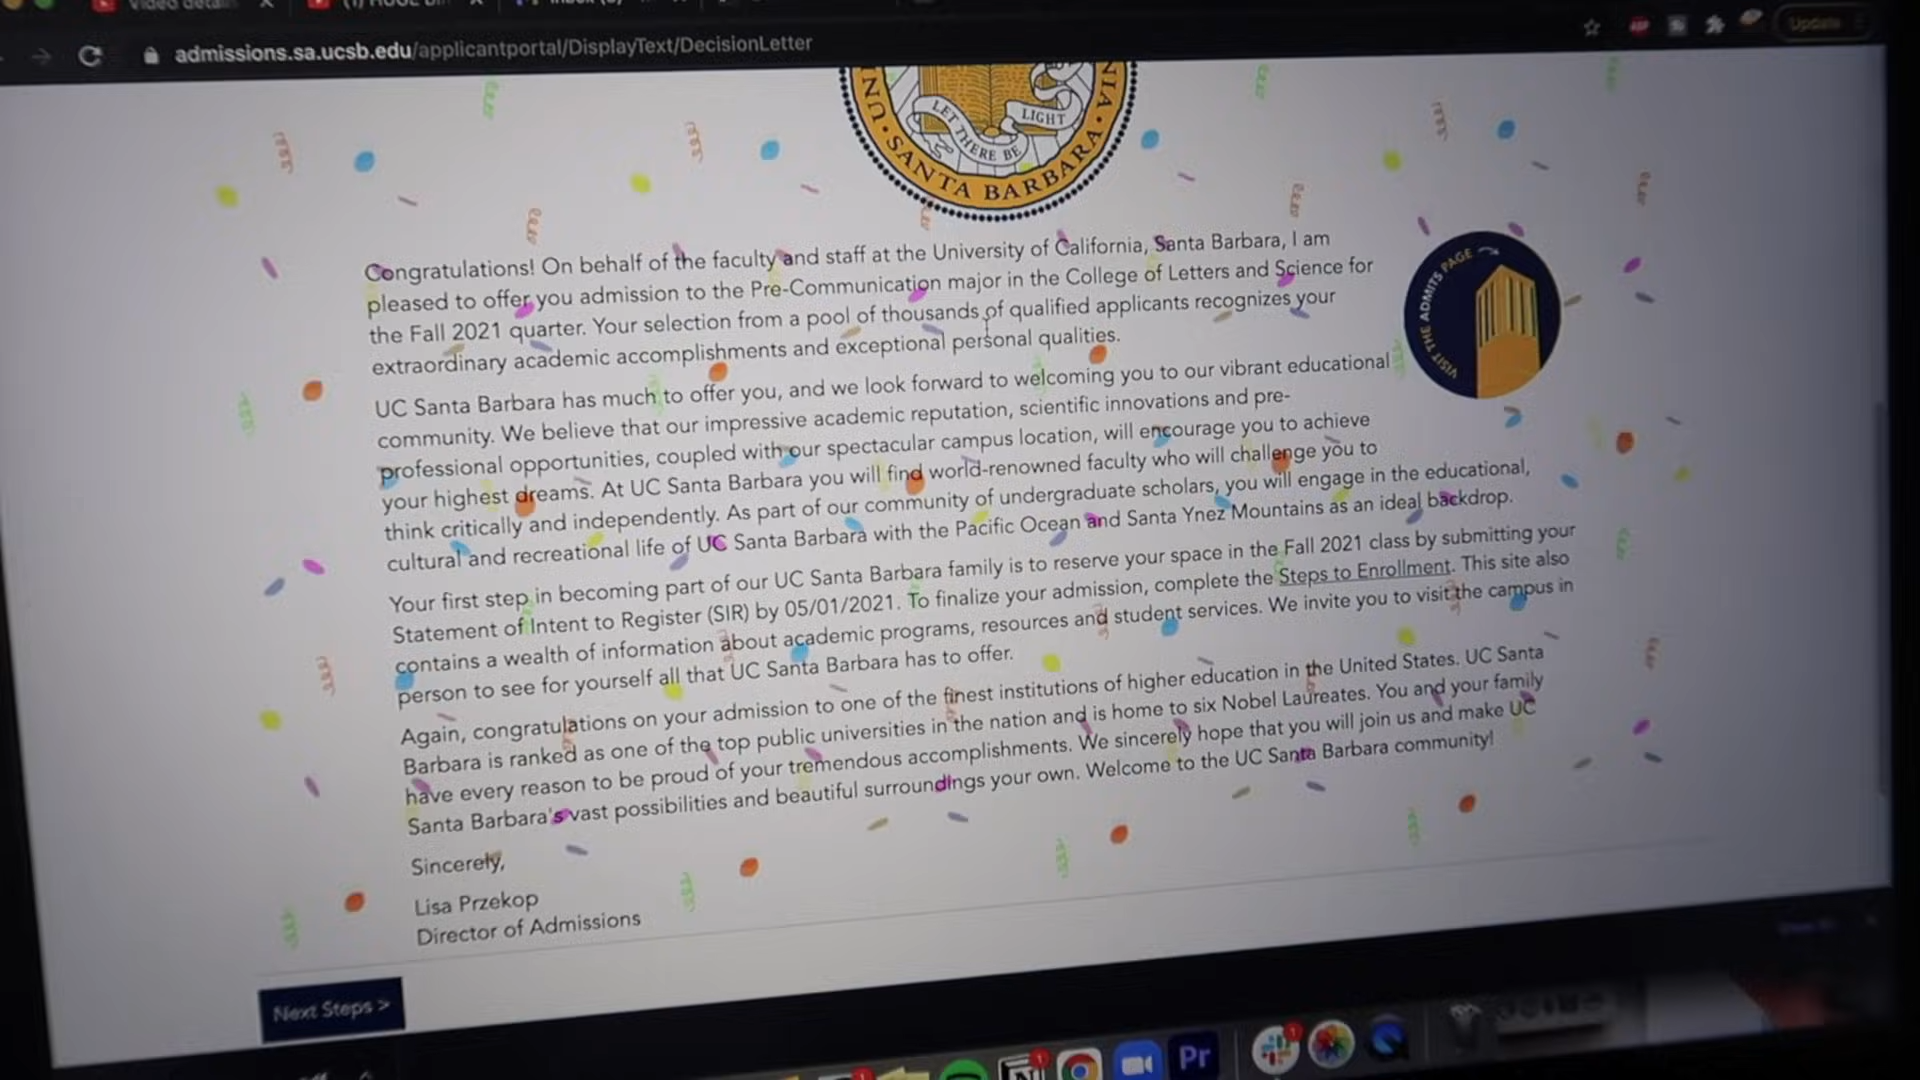 Video detai
Inbox
Update
admissions.sa.ucsb.edu/applicantportal/DisplayText/DecisionLetter
LET THERE BE LIGHT
UN · SANTA BARBARA · NIA
Congratulations! On behalf of the faculty and staff at the University of California, Santa Barbara, I am
pleased to offer you admission to the Pre-Communication major in the College of Letters and Science for
the Fall 2021 quarter. Your selection from a pool of thousands of qualified applicants recognizes your
extraordinary academic accomplishments and exceptional personal qualities.
VISIT THE ADMITS PAGE
UC Santa Barbara has much to offer you, and we look forward to welcoming you to our vibrant educational
community. We believe that our impressive academic reputation, scientific innovations and pre-
professional opportunities, coupled with our spectacular campus location, will encourage you to achieve
your highest dreams. At UC Santa Barbara you will find world-renowned faculty who will challenge you to
think critically and independently. As part of our community of undergraduate scholars, you will engage in the educational,
cultural and recreational life of UC Santa Barbara with the Pacific Ocean and Santa Ynez Mountains as an ideal backdrop.
Your first step in becoming part of our UC Santa Barbara family is to reserve your space in the Fall 2021 class by submitting your
Statement of Intent to Register (SIR) by 05/01/2021. To finalize your admission, complete the Steps to Enrollment. This site also
contains a wealth of information about academic programs, resources and student services. We invite you to visit the campus in
person to see for yourself all that UC Santa Barbara has to offer.
Again, congratulations on your admission to one of the finest institutions of higher education in the United States. UC Santa
Barbara is ranked as one of the top public universities in the nation and is home to six Nobel Laureates. You and your family
have every reason to be proud of your tremendous accomplishments. We sincerely hope that you will join us and make UC
Santa Barbara's vast possibilities and beautiful surroundings your own. Welcome to the UC Santa Barbara community!
Sincerely,
Lisa Przekop
Director of Admissions
Next Steps >
Pr